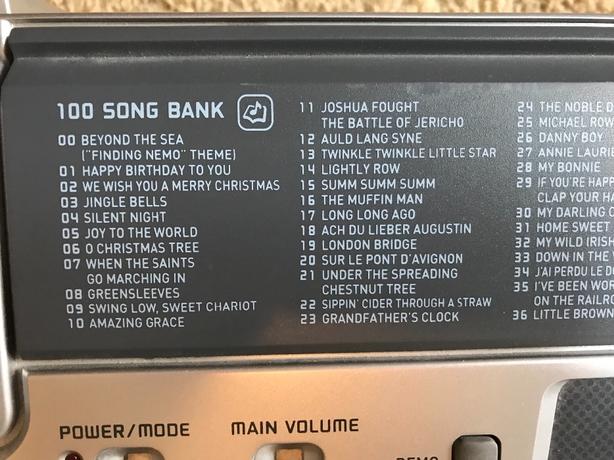 100 SONG BANK
00 BEYOND THE SEA
("FINDING NEMO" THEME)
01 HAPPY BIRTHDAY TO YOU
02 WE WISH YOU A MERRY CHRISTMAS
03 JINGLE BELLS
04 SILENT NIGHT
05 JOY TO THE WORLD
06 O CHRISTMAS TREE
07 WHEN THE SAINTS
GO MARCHING IN
08 GREENSLEEVES
09 SWING LOW, SWEET CHARIOT
10 AMAZING GRACE
11 JOSHUA FOUGHT
THE BATTLE OF JERICHO
12 AULD LANG SYNE
13 TWINKLE TWINKLE LITTLE STAR
14 LIGHTLY ROW
15 SUMM SUMM SUMM
16 THE MUFFIN MAN
17 LONG LONG AGO
18 ACH DU LIEBER AUGUSTIN
19 LONDON BRIDGE
20 SUR LE PONT D'AVIGNON
21 UNDER THE SPREADING
CHESTNUT TREE
22 SIPPIN' CIDER THROUGH A STRAW
23 GRANDFATHER'S CLOCK
24 THE NOBLE D
25 MICHAEL ROW
26 DANNY BOY
27 ANNIE LAURIE
28 MY BONNIE
29 IF YOU'RE HAPP
CLAP YOUR HA
30 MY DARLING C
31 HOME SWEET
32 MY WILD IRISH
33 DOWN IN THE V
34 J'AI PERDU LE DO
35 I'VE BEEN WOR
ON THE RAILRO
36 LITTLE BROWN
POWER/MODE
MAIN VOLUME
DEMO